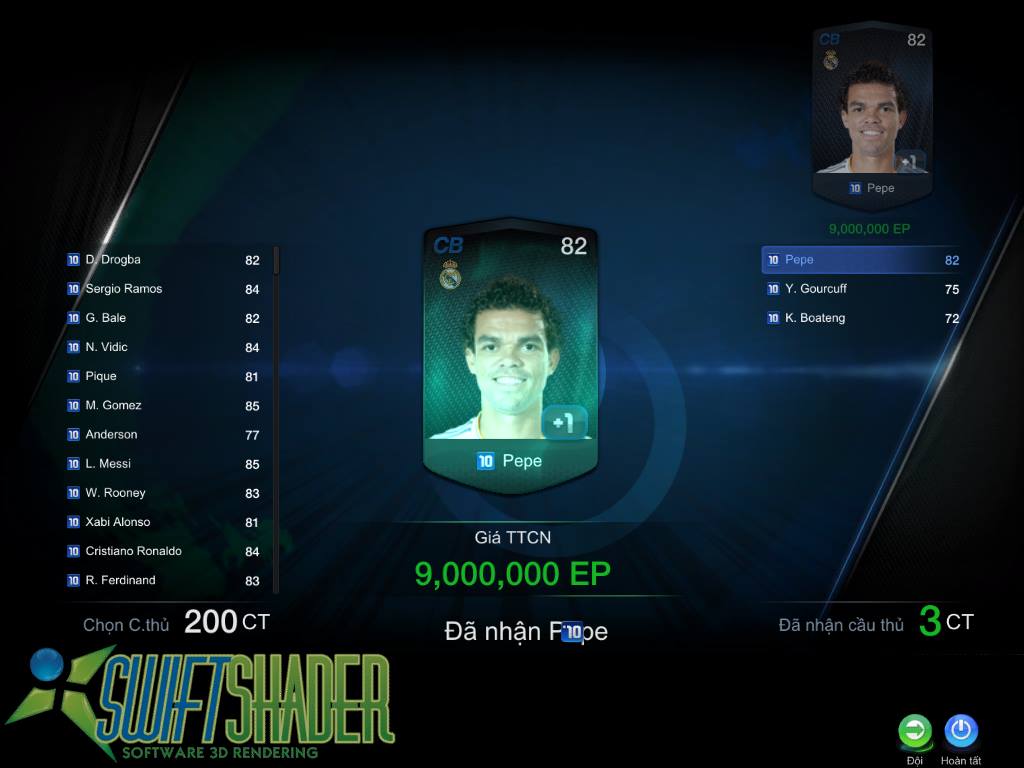 CB 82
+1
10 Pepe
9,000,000 EP
10 D. Drogba 82
10 Sergio Ramos 84
10 G. Bale 82
10 N. Vidic 84
10 Pique 81
10 M. Gomez 85
10 Anderson 77
10 L. Messi 85
10 W. Rooney 83
10 Xabi Alonso 81
10 Cristiano Ronaldo 84
10 R. Ferdinand 83
Chọn C.thủ 200 CT
CB 82
+1
10 Pepe
Giá TTCN
9,000,000 EP
Đã nhận Pepe
10
10 Pepe 82
10 Y. Gourcuff 75
10 K. Boateng 72
Đã nhận cầu thủ 3 CT
SWIFTSHADER
SOFTWARE 3D RENDERING
Đội
Hoàn tất